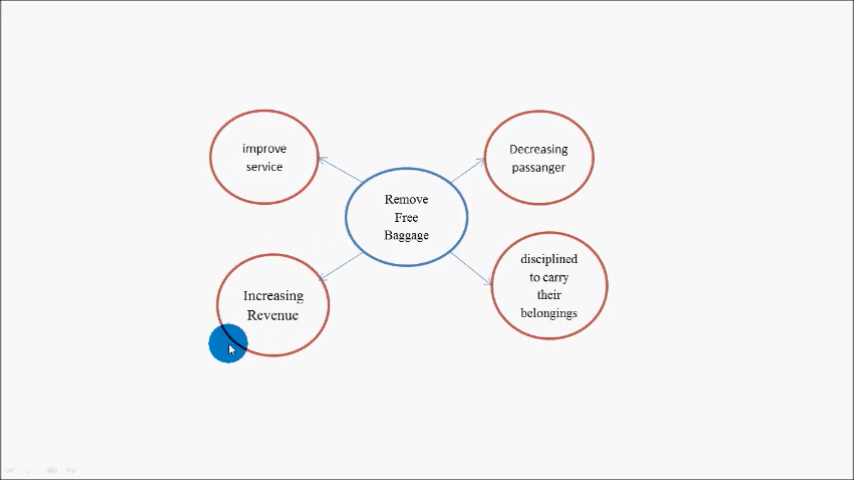 improve
service
Decreasing
passanger
Remove
Free
Baggage
Increasing
Revenue
disciplined
to carry
their
belongings